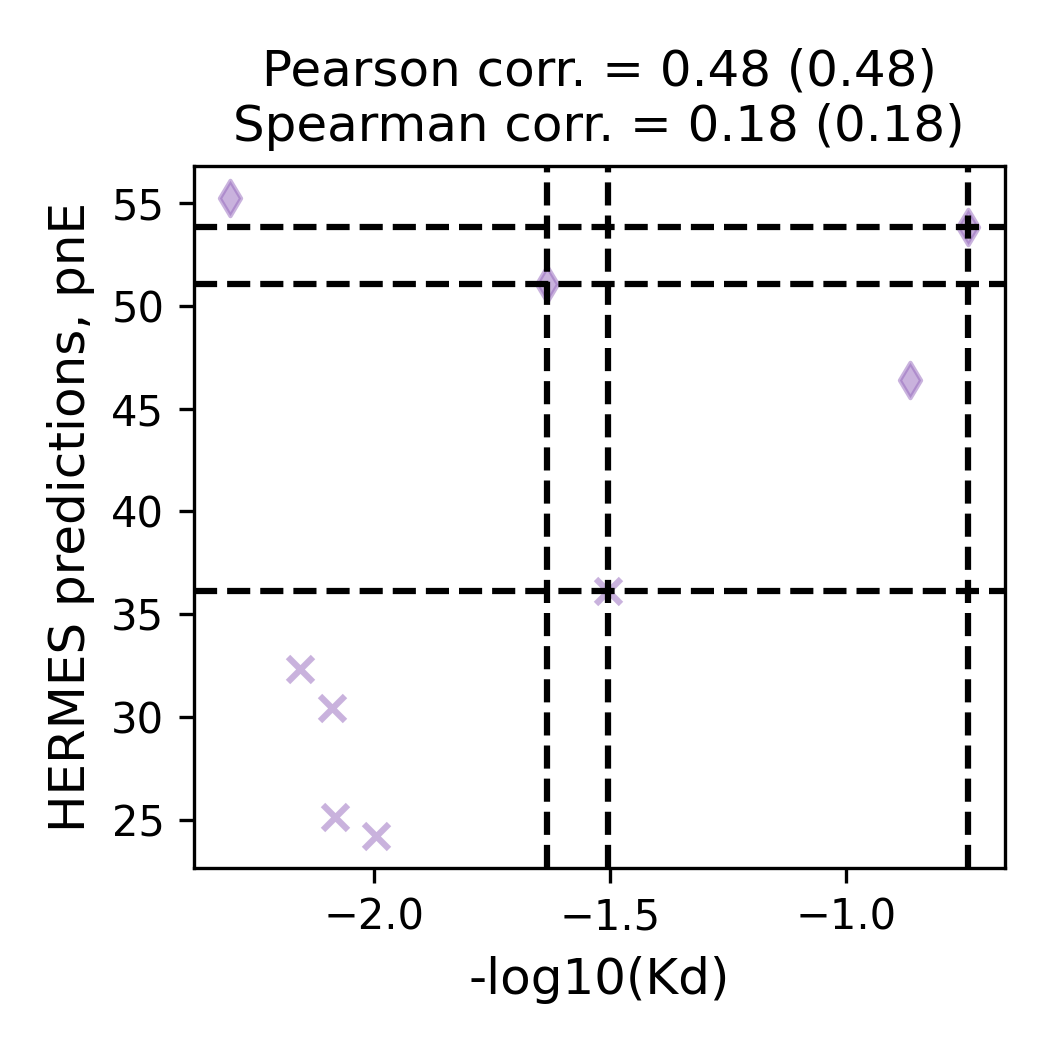 Pearson corr. = 0.48 (0.48)
Spearman corr. = 0.18 (0.18)
HERMES predictions, pnE
55
50
45
40
35
30
25
−2.0
−1.5
−1.0
-log10(Kd)